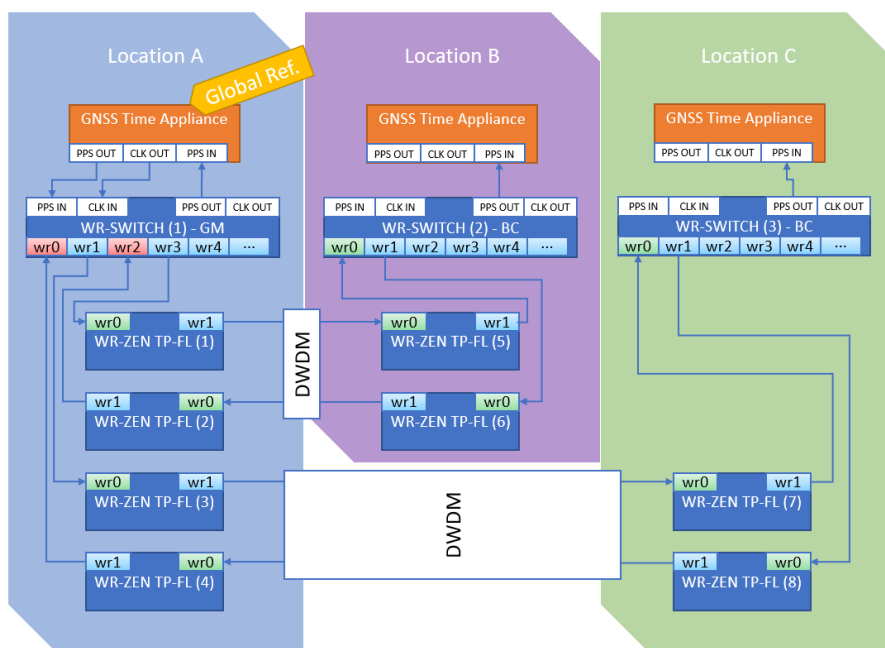 Location A
Location B
Location C
Global Ref.
GNSS Time Appliance
PPS OUT CLK OUT PPS IN
GNSS Time Appliance
PPS OUT CLK OUT PPS IN
GNSS Time Appliance
PPS OUT CLK OUT PPS IN
PPS IN CLK IN PPS OUT CLK OUT
WR-SWITCH (1) - GM
wr0 wr1 wr2 wr3 wr4 ...
PPS IN CLK IN PPS OUT CLK OUT
WR-SWITCH (2) - BC
wr0 wr1 wr2 wr3 wr4 ...
PPS IN CLK IN PPS OUT CLK OUT
WR-SWITCH (3) - BC
wr0 wr1 wr2 wr3 wr4 ...
wr0 wr1
WR-ZEN TP-FL (1)
DWDM
wr0 wr1
WR-ZEN TP-FL (5)
wr1 wr0
WR-ZEN TP-FL (2)
wr1 wr0
WR-ZEN TP-FL (6)
wr0 wr1
WR-ZEN TP-FL (3)
DWDM
wr0 wr1
WR-ZEN TP-FL (7)
wr1 wr0
WR-ZEN TP-FL (4)
wr1 wr0
WR-ZEN TP-FL (8)